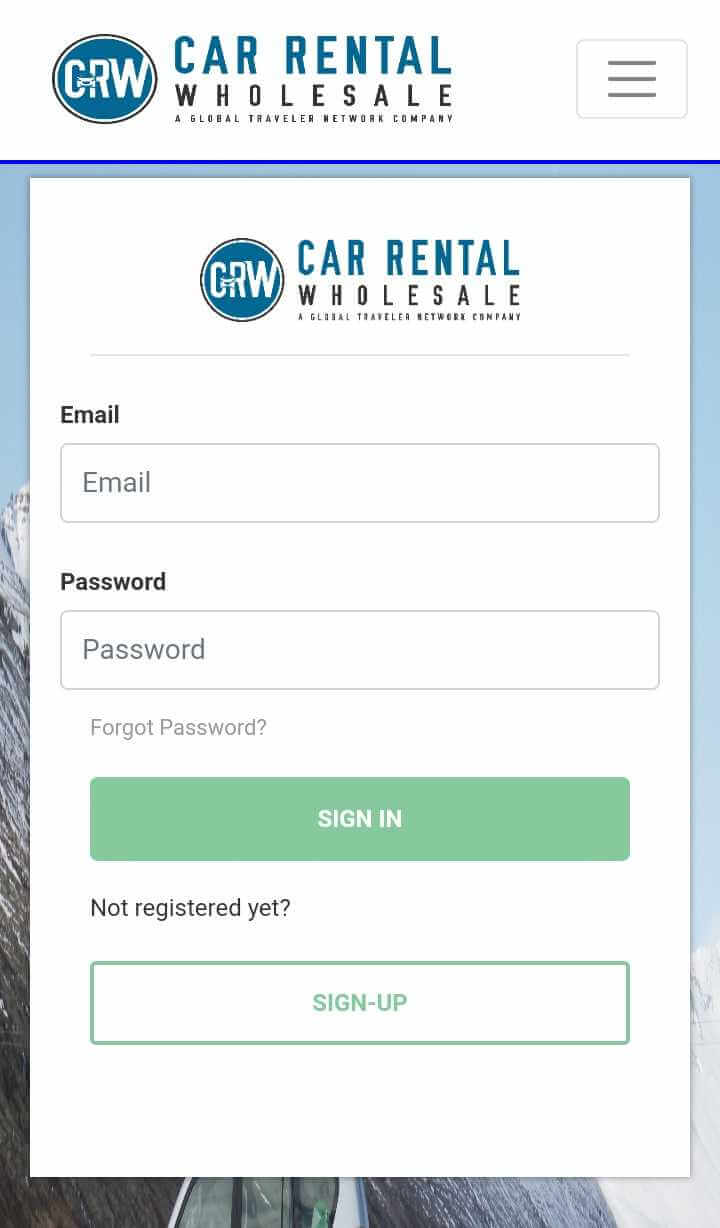 CRW
CAR RENTAL
WHOLESALE
A GLOBAL TRAVELER NETWORK COMPANY
CRW
CAR RENTAL
WHOLESALE
A GLOBAL TRAVELER NETWORK COMPANY
Email
Email
Password
Password
Forgot Password?
SIGN IN
Not registered yet?
SIGN-UP